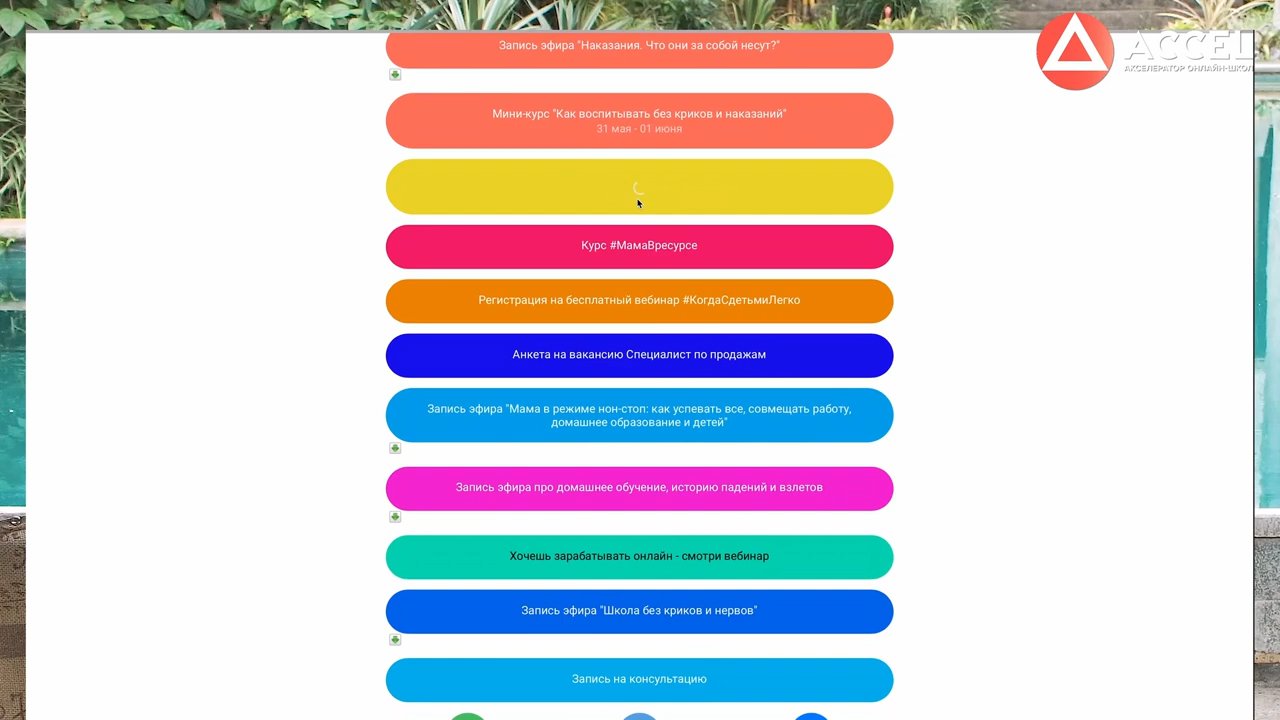 Запись эфира "Наказания. Что они за собой несут?"
ACCEL
АКСЕЛЕРАТОР ОНЛАЙН-ШКОЛ
Мини-курс "Как воспитывать без криков и наказаний"
31 мая - 01 июня
Курс #МамаВресурсе
Регистрация на бесплатный вебинар #КогдаСдетьмиЛегко
Анкета на вакансию Специалист по продажам
Запись эфира "Мама в режиме нон-стоп: как успевать все, совмещать работу,
домашнее образование и детей"
Запись эфира про домашнее обучение, историю падений и взлетов
Хочешь зарабатывать онлайн - смотри вебинар
Запись эфира "Школа без криков и нервов"
Запись на консультацию